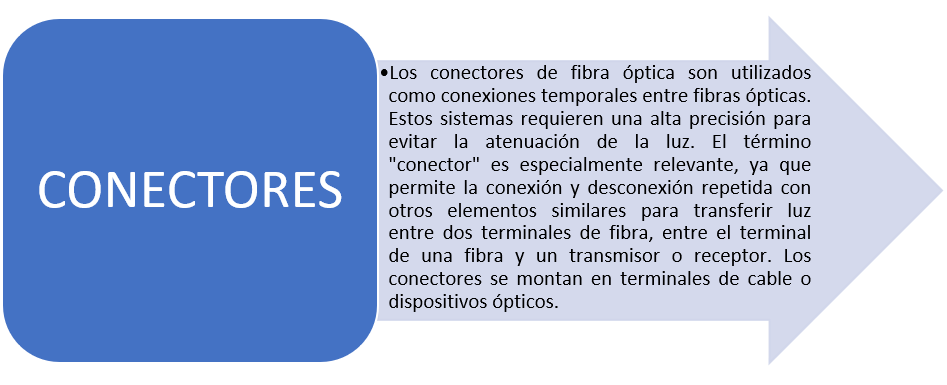 CONECTORES
•Los conectores de fibra óptica son utilizados
como conexiones temporales entre fibras ópticas.
Estos sistemas requieren una alta precisión para
evitar la atenuación de la luz. El término
"conector" es especialmente relevante, ya que
permite la conexión y desconexión repetida con
otros elementos similares para transferir luz
entre dos terminales de fibra, entre el terminal
de una fibra y un transmisor o receptor. Los
conectores se montan en terminales de cable o
dispositivos ópticos.